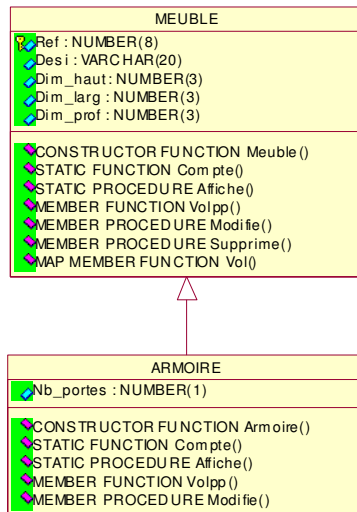 MEUBLE
Ref : NUMBER(8)
Desi : VARCHAR(20)
Dim_haut : NUMBER(3)
Dim_larg : NUMBER(3)
Dim_prof : NUMBER(3)
CONSTRUCTOR FUNCTION Meuble()
STATIC FUNCTION Compte()
STATIC PROCEDURE Affiche()
MEMBER FUNCTION Volpp()
MEMBER PROCEDURE Modifie()
MEMBER PROCEDURE Supprime()
MAP MEMBER FUNCTION Vol()
ARMOIRE
Nb_portes : NUMBER(1)
CONSTRUCTOR FUNCTION Armoire()
STATIC FUNCTION Compte()
STATIC PROCEDURE Affiche()
MEMBER FUNCTION Volpp()
MEMBER PROCEDURE Modifie()